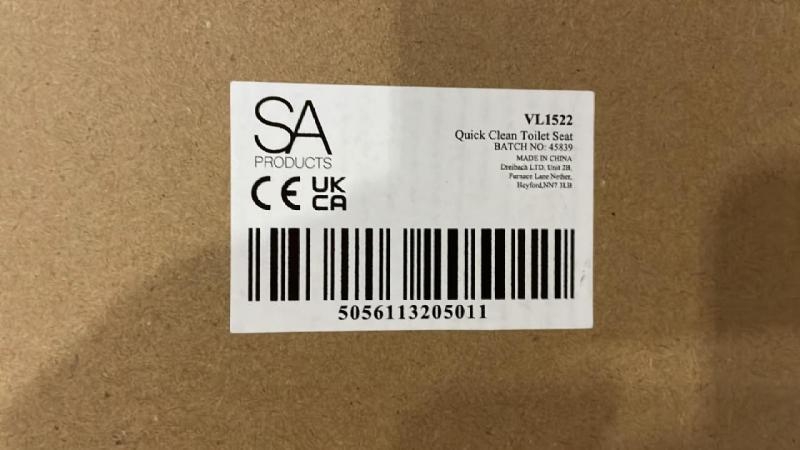 SA
PRODUCTS
CE UK
CA
VL1522
Quick Clean Toilet Seat
BATCH NO: 45839
MADE IN CHINA
Dreibach LTD, Unit 2B,
Furnace Lane Nether,
Heyford,NN7 3LB
5056113205011